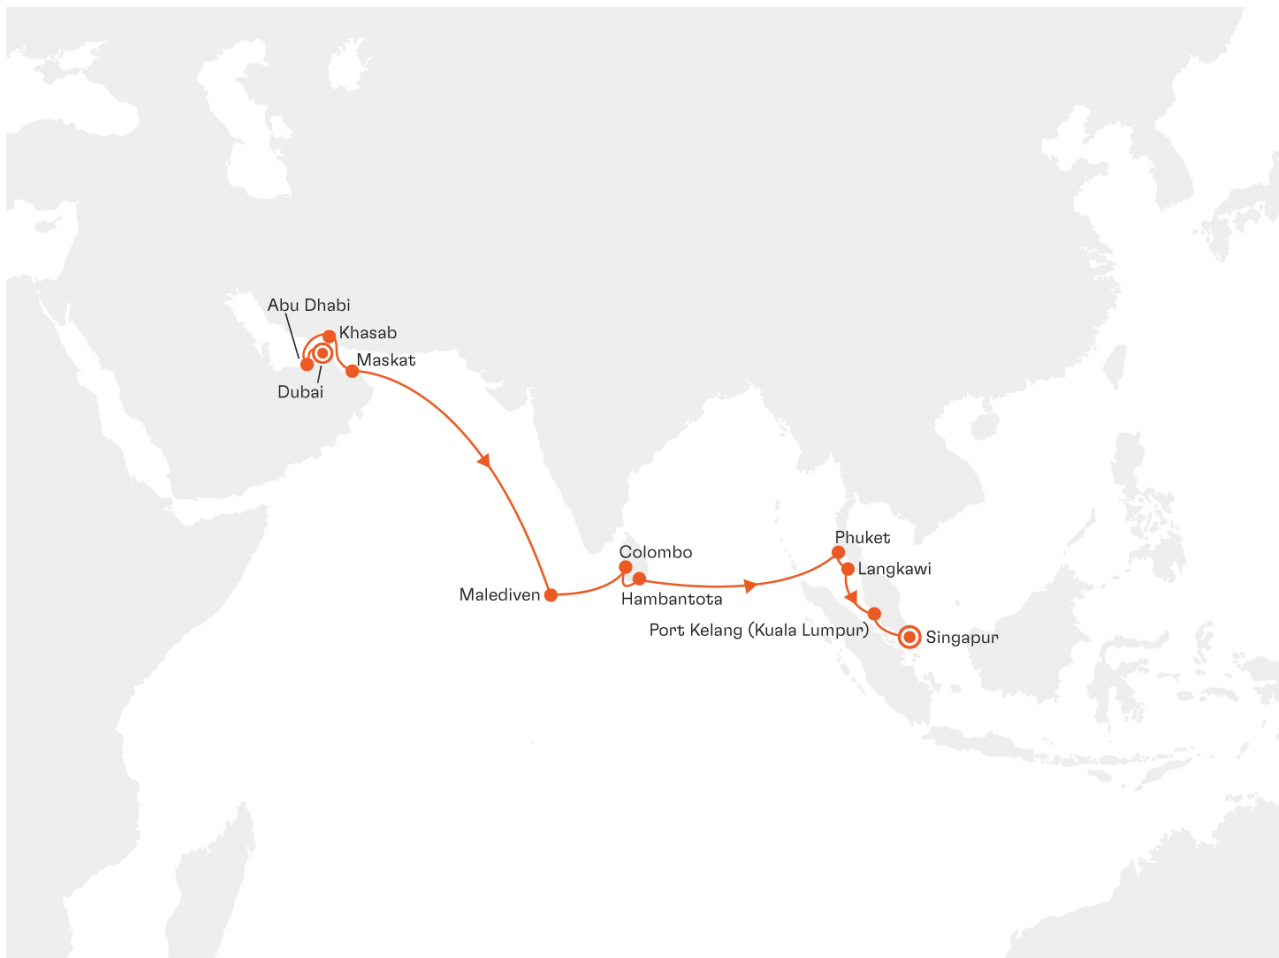 Abu Dhabi
Khasab
Maskat
Dubai
Colombo
Malediven
Hambantota
Phuket
Langkawi
Port Kelang (Kuala Lumpur)
Singapur